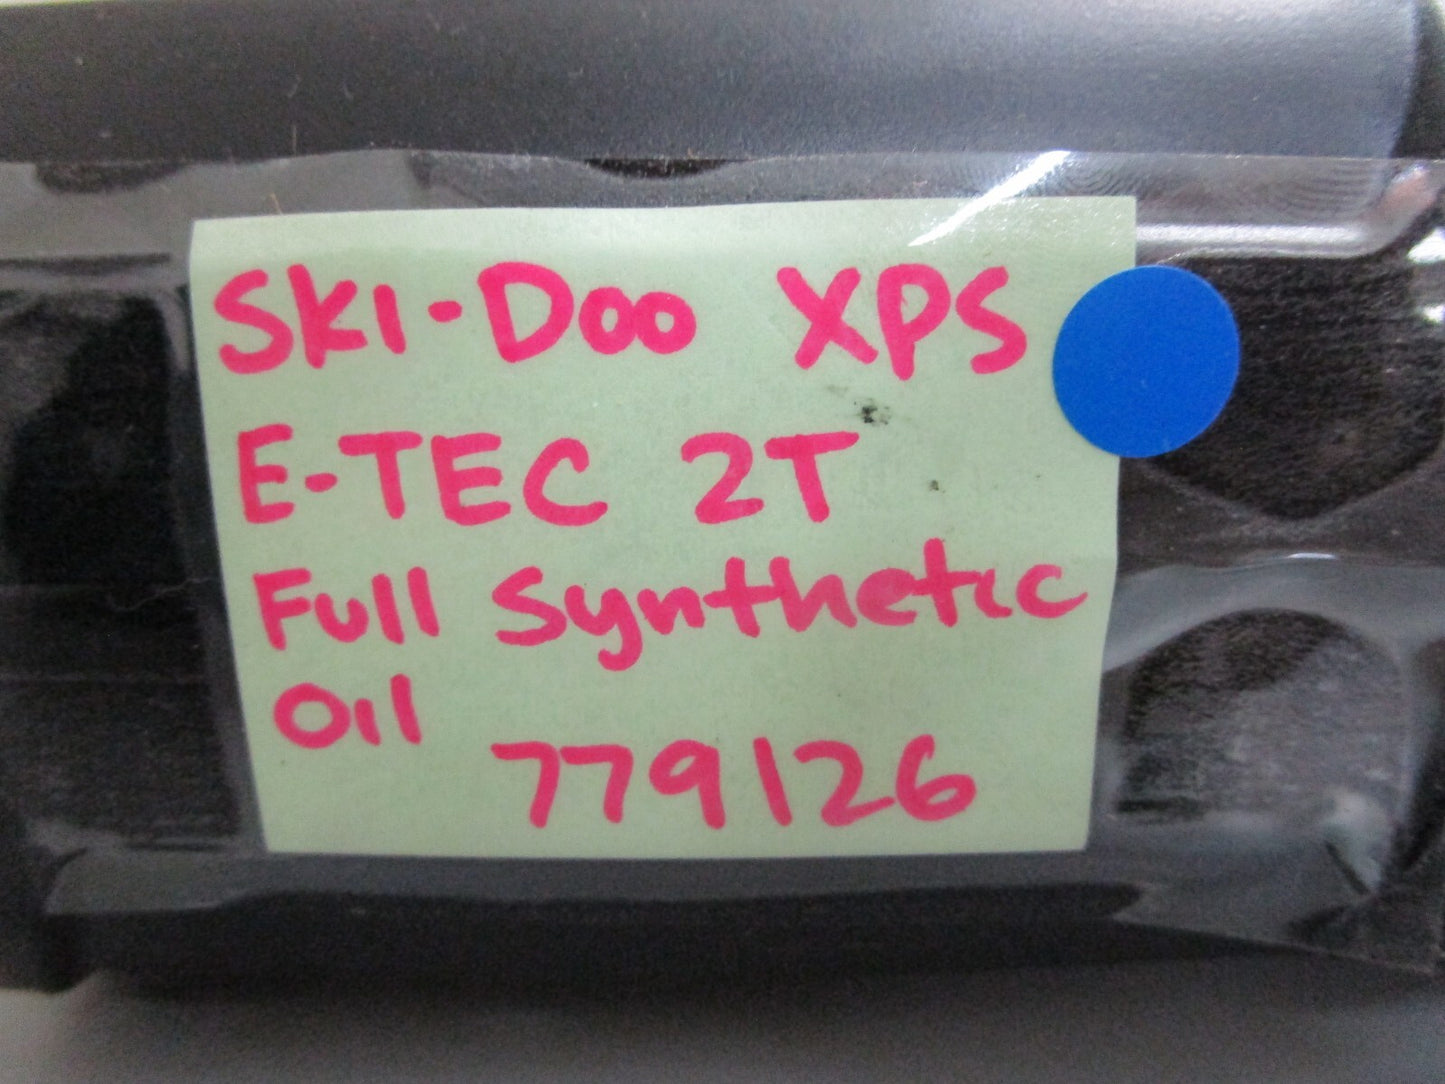 Ski-Doo XPS
E-TEC 2T
Full Synthetic
Oil
779126